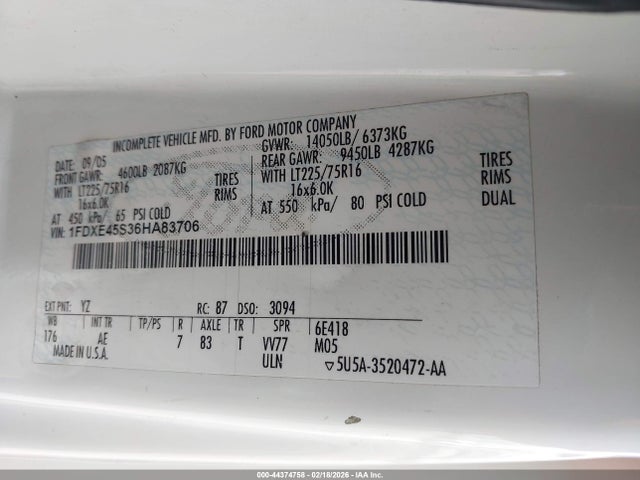 INCOMPLETE VEHICLE MFD. BY FORD MOTOR COMPANY
DATE: 09/05 GVWR: 14050LB/ 6373KG
FRONT GAWR: 4600LB 2087KG REAR GAWR: 9450LB 4287KG
WITH LT225/75R16 TIRES WITH LT225/75R16 TIRES
16x6.0K RIMS 16x6.0K RIMS
AT 450 kPa/ 65 PSI COLD AT 550 kPa/ 80 PSI COLD DUAL
VIN: 1FDXE45S36HA83706
EXT PNT: YZ RC: 87 DSO: 3094
WB INT TR TP/PS R AXLE TR SPR 6E418
176 AE 7 83 T VV77 M05
MADE IN U.S.A. ULN ▽5U5A-3520472-AA
000-44374758 - 02/18/2026 - IAA Inc.